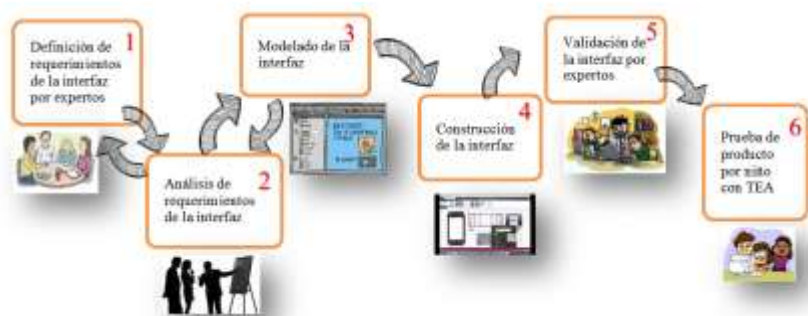 1
Definición de
requerimientos
de la interfaz
por expertos
2
Análisis de
requerimientos
de la interfaz
3
Modelado de la
interfaz
4
Construcción
de la interfaz
5
Validación de
la interfaz por
expertos
6
Prueba de
producto
por niño
con TEA